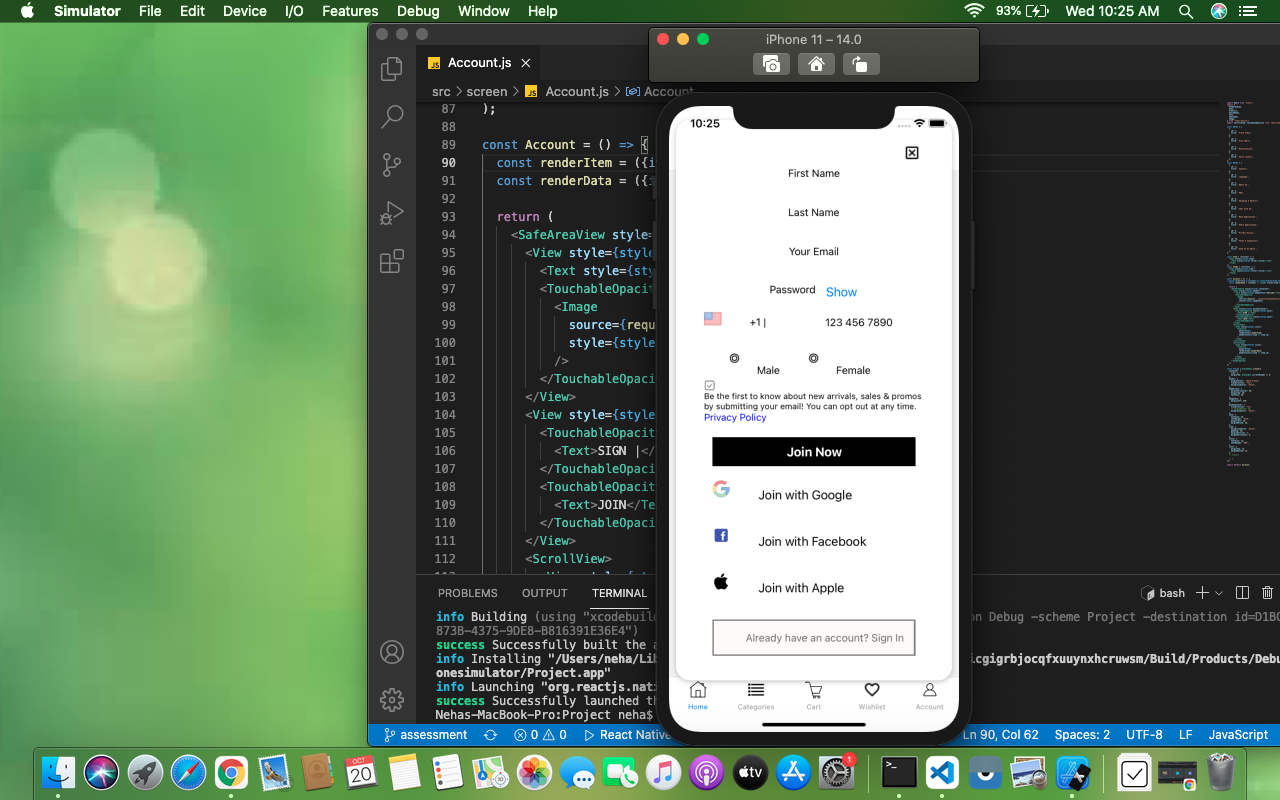 Simulator File Edit Device I/O Features Debug Window Help 93% Wed 10:25 AM
iPhone 11 – 14.0
JS Account.js ×
src > screen > JS Account.js > Account
87 );
88
89 const Account = () => {
90 const renderItem = ({i
91 const renderData = ({
92
93 return (
94 <SafeAreaView style=
95 <View style={style
96 <Text style={sty
97 <TouchableOpacit
98 <Image
99 source={requ
100 style={style
101 />
102 </TouchableOpaci
103 </View>
104 <View style={style
105 <TouchableOpacit
106 <Text>SIGN |</
107 </TouchableOpaci
108 <TouchableOpacit
109 <Text>JOIN</Te
110 </TouchableOpaci
111 </View>
112 <ScrollView>
10:25
First Name
Last Name
Your Email
Password Show
+1 | 123 456 7890
Male Female
Be the first to know about new arrivals, sales & promos
by submitting your email! You can opt out at any time.
Privacy Policy
Join Now
Join with Google
Join with Facebook
Join with Apple
Already have an account? Sign In
Home Categories Cart Wishlist Account
PROBLEMS OUTPUT TERMINAL bash
info Building (using "xcodebuil on Debug -scheme Project -destination id=D1BC
873B-4375-9DE8-B816391E36E4")
success Successfully built the a
info Installing "/Users/neha/Lib icgigrbjocqfxuuynxhcruwsm/Build/Products/Debu
onesimulator/Project.app"
info Launching "org.reactjs.nati
success Successfully launched th
Nehas-MacBook-Pro:Project neha$
assessment 0 0 React Native Ln 90, Col 62 Spaces: 2 UTF-8 LF JavaScript
OCT
20
1
tv